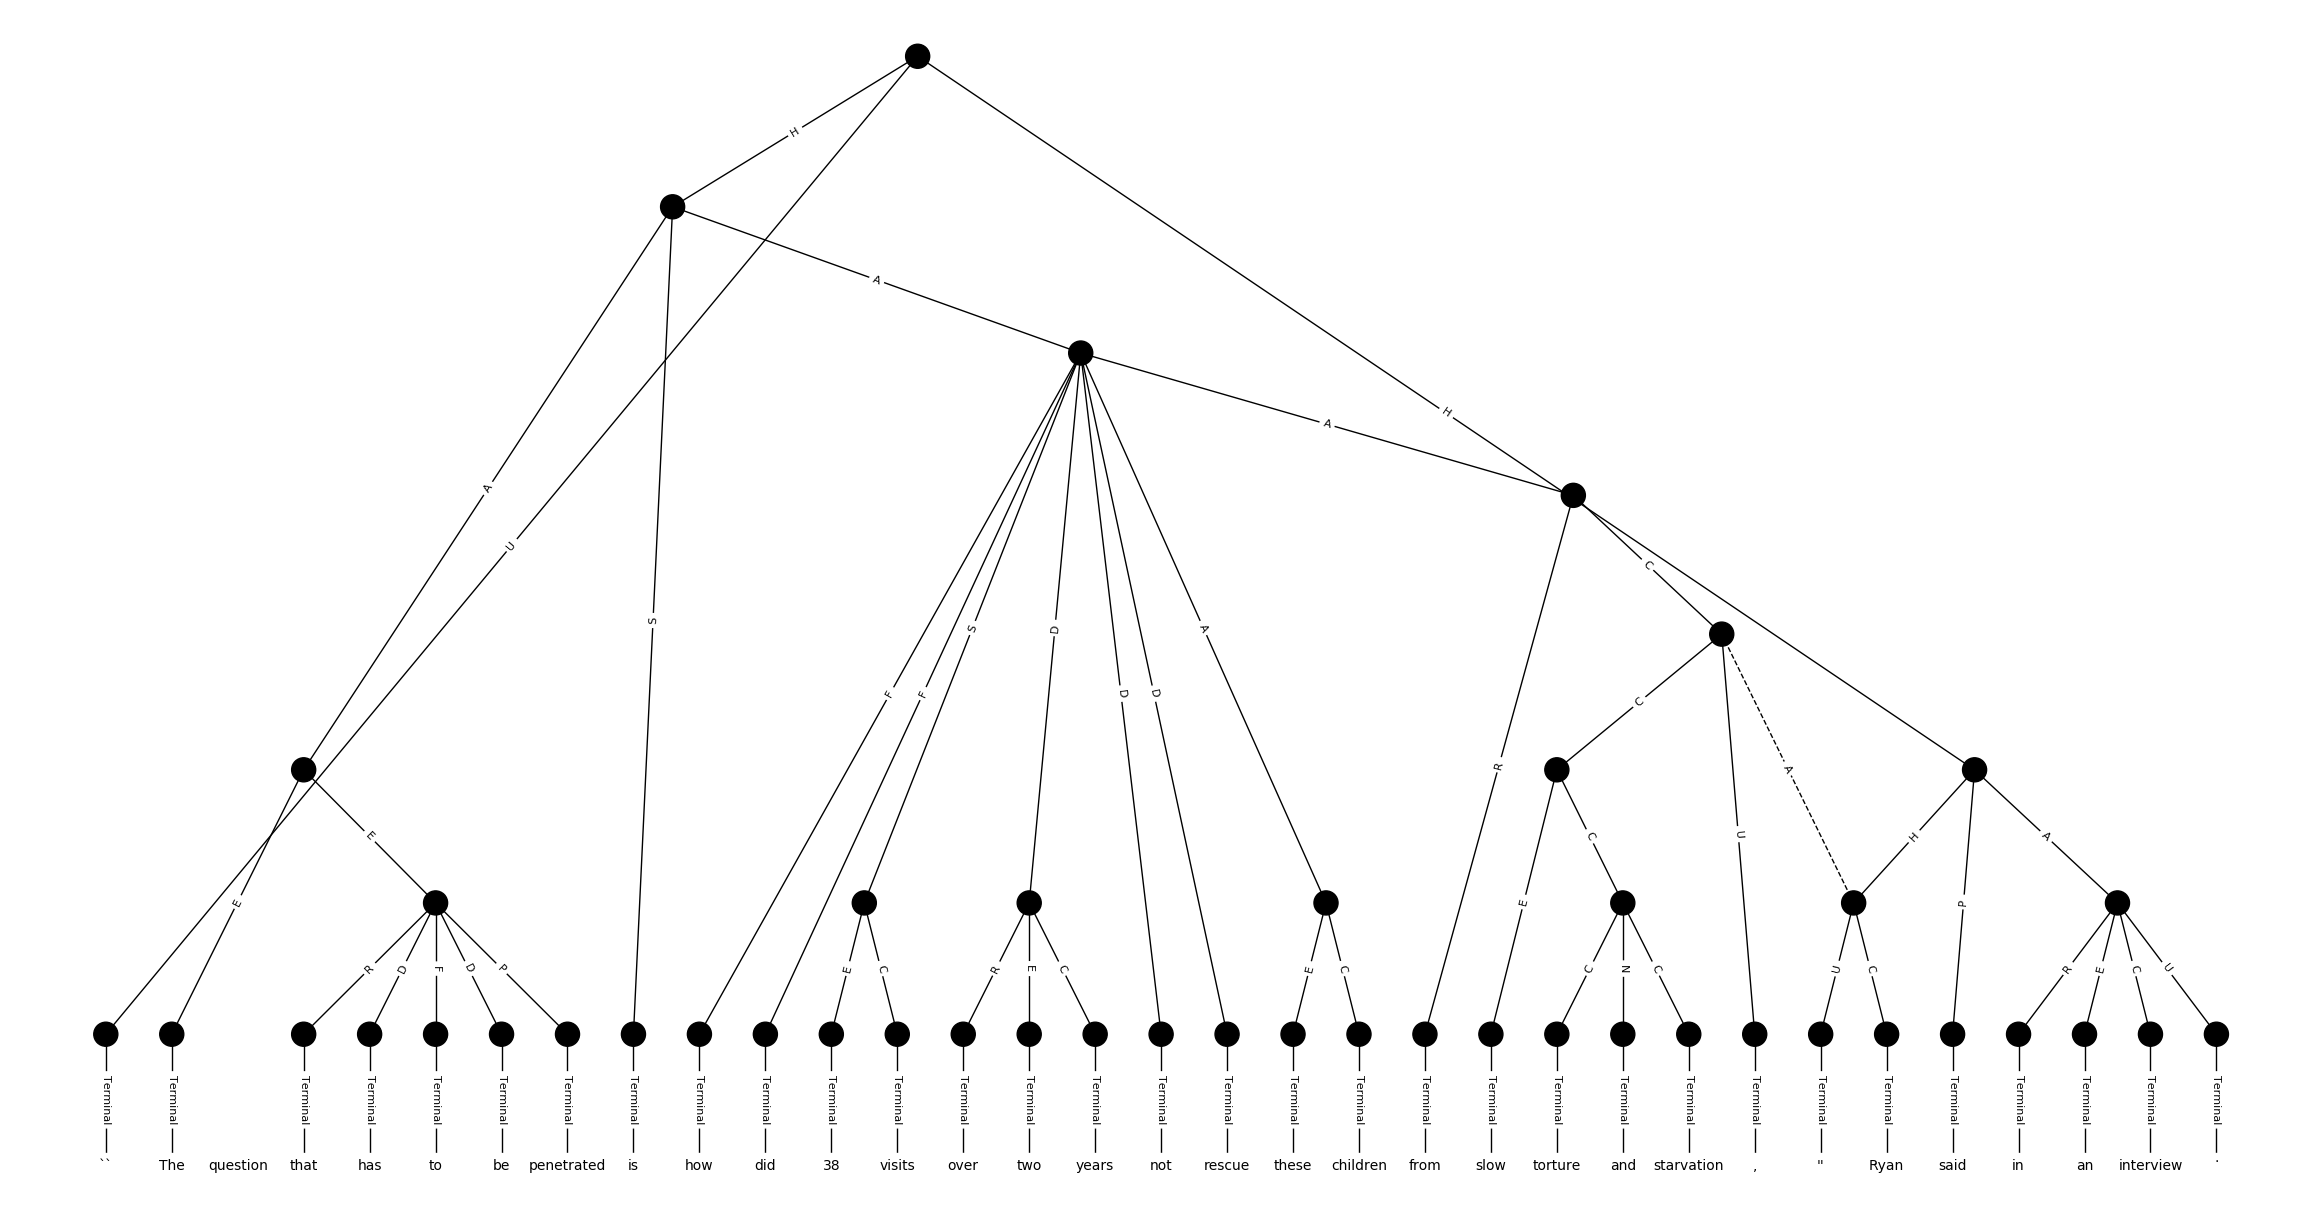 H
A
A
H
A
U
C
S
S
D
A
F
F
D
D
C
R
A
U
E
E
H
A
E
P
R
D
F
D
P
E
C
R
E
C
E
C
C
N
C
U
C
R
E
C
U
Terminal Terminal Terminal Terminal Terminal Terminal Terminal Terminal Terminal Terminal Terminal Terminal Terminal Terminal Terminal Terminal Terminal Terminal Terminal Terminal Terminal Terminal Terminal Terminal Terminal Terminal Terminal Terminal Terminal Terminal Terminal Terminal
`` The question that has to be penetrated is how did 38 visits over two years not rescue these children from slow torture and starvation , " Ryan said in an interview .